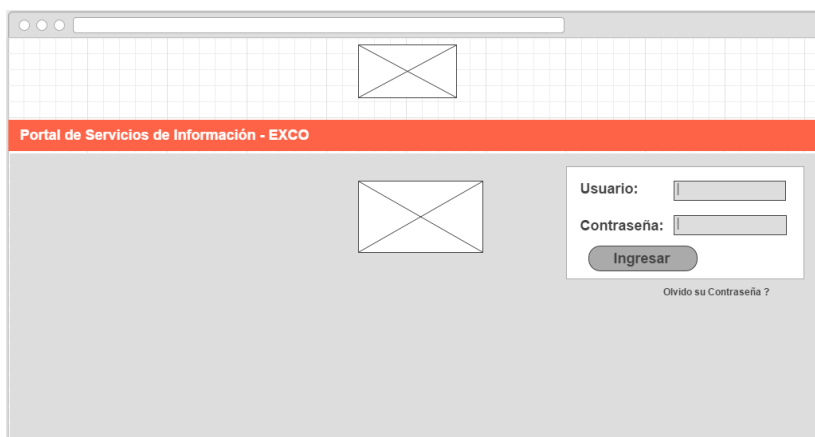 Portal de Servicios de Información - EXCO
Usuario:
Contraseña:
Ingresar
Olvido su Contraseña ?